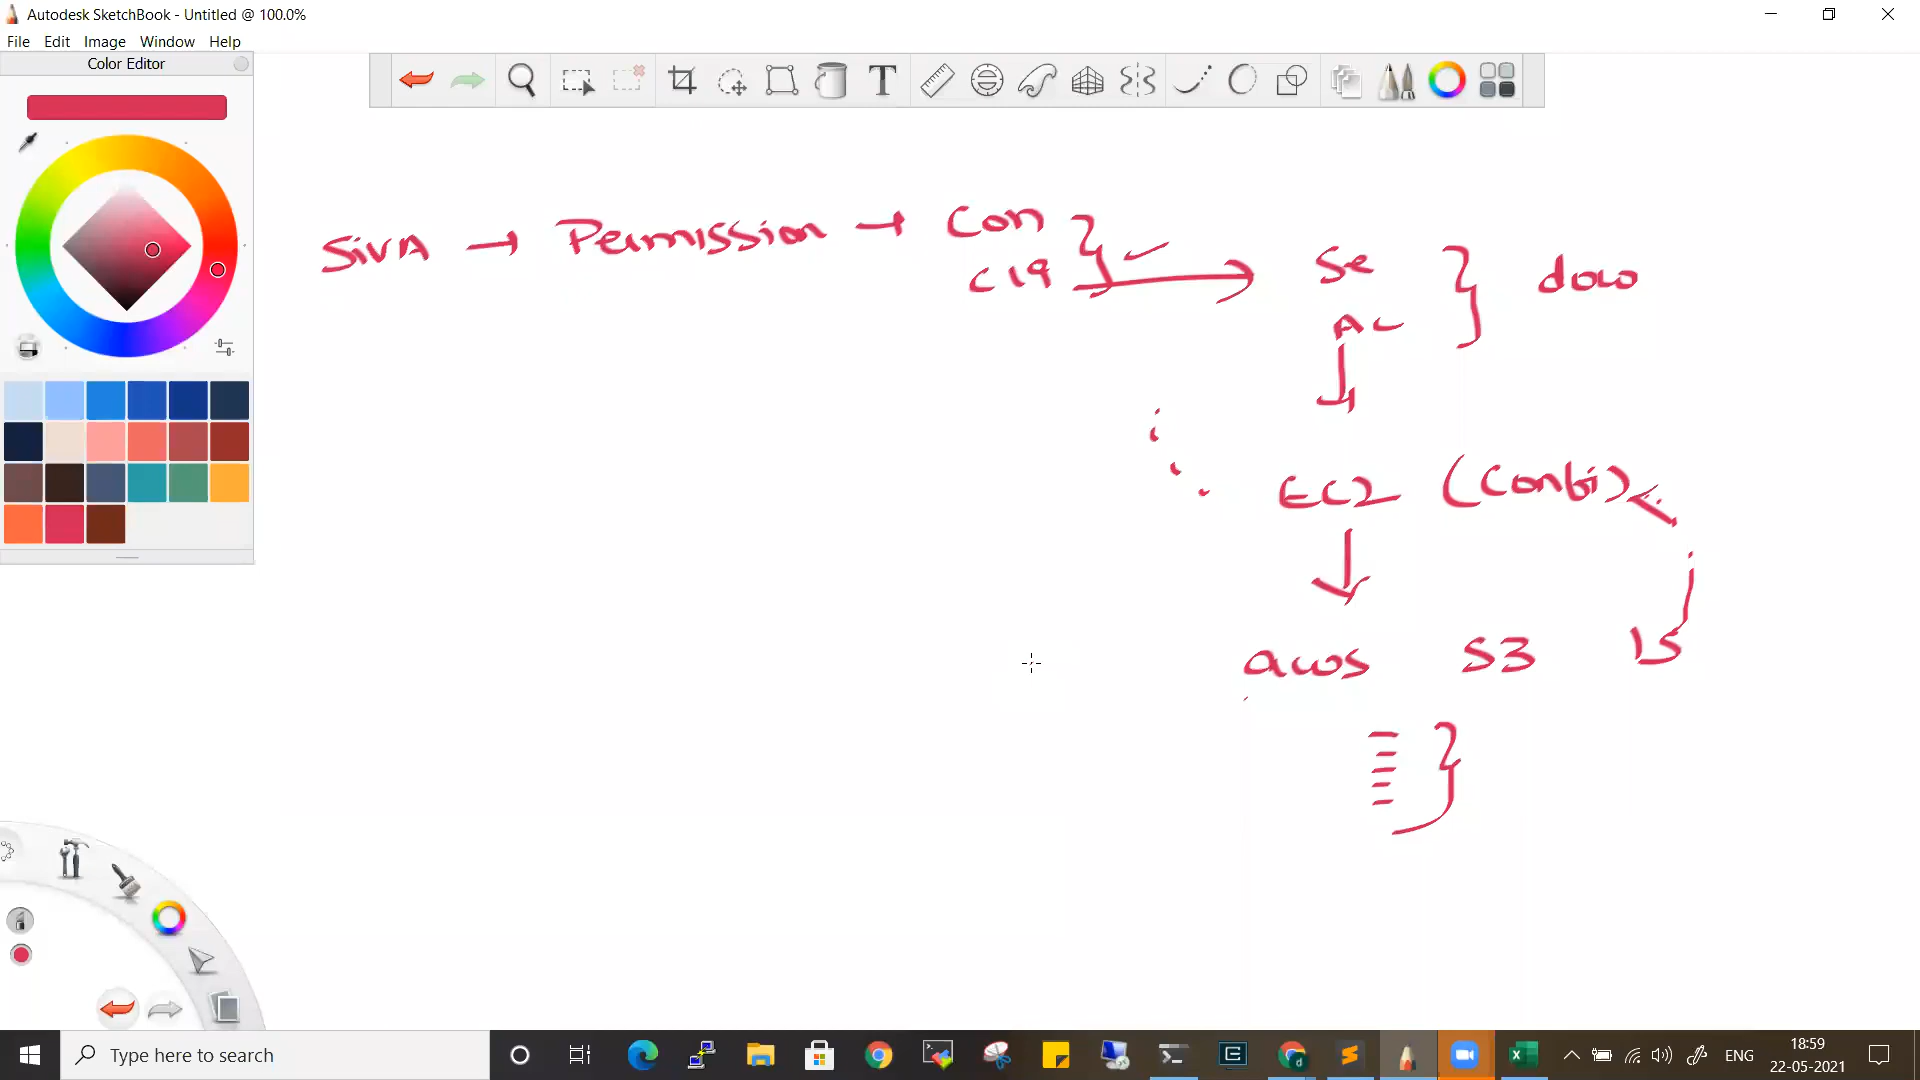 Autodesk SketchBook - Untitled @ 100.0%
File Edit Image Window Help
Color Editor
T
SivA → Permission → Con
C19
Se
AC
dow
EC2 (Confi)
aws S3 ls
Type here to search
ENG
18:59
22-05-2021